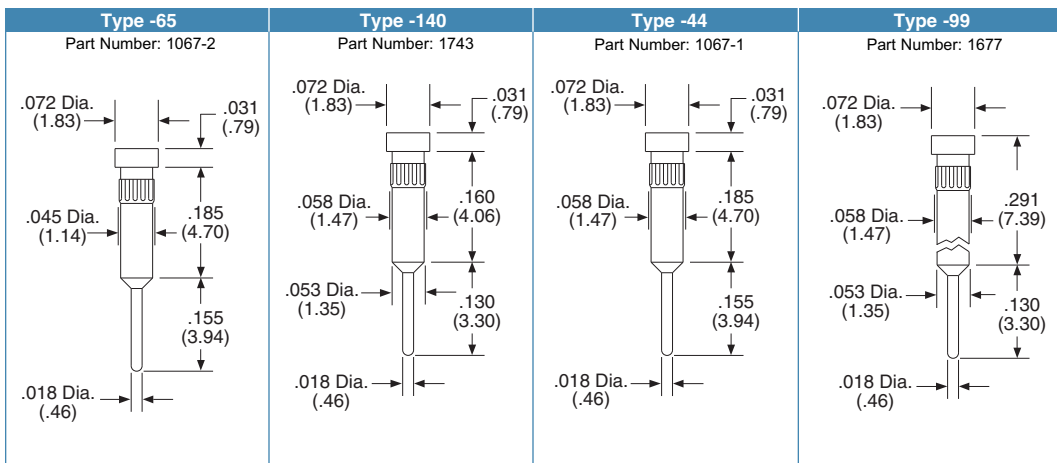 Type -65
Part Number: 1067-2
.072 Dia.
(1.83)
.031
(.79)
.045 Dia.
(1.14)
.185
(4.70)
.155
(3.94)
.018 Dia.
(.46)
Type -140
Part Number: 1743
.072 Dia.
(1.83)
.031
(.79)
.058 Dia.
(1.47)
.160
(4.06)
.053 Dia.
(1.35)
.130
(3.30)
.018 Dia.
(.46)
Type -44
Part Number: 1067-1
.072 Dia.
(1.83)
.031
(.79)
.058 Dia.
(1.47)
.185
(4.70)
.155
(3.94)
.018 Dia.
(.46)
Type -99
Part Number: 1677
.072 Dia.
(1.83)
.058 Dia.
(1.47)
.291
(7.39)
.053 Dia.
(1.35)
.130
(3.30)
.018 Dia.
(.46)